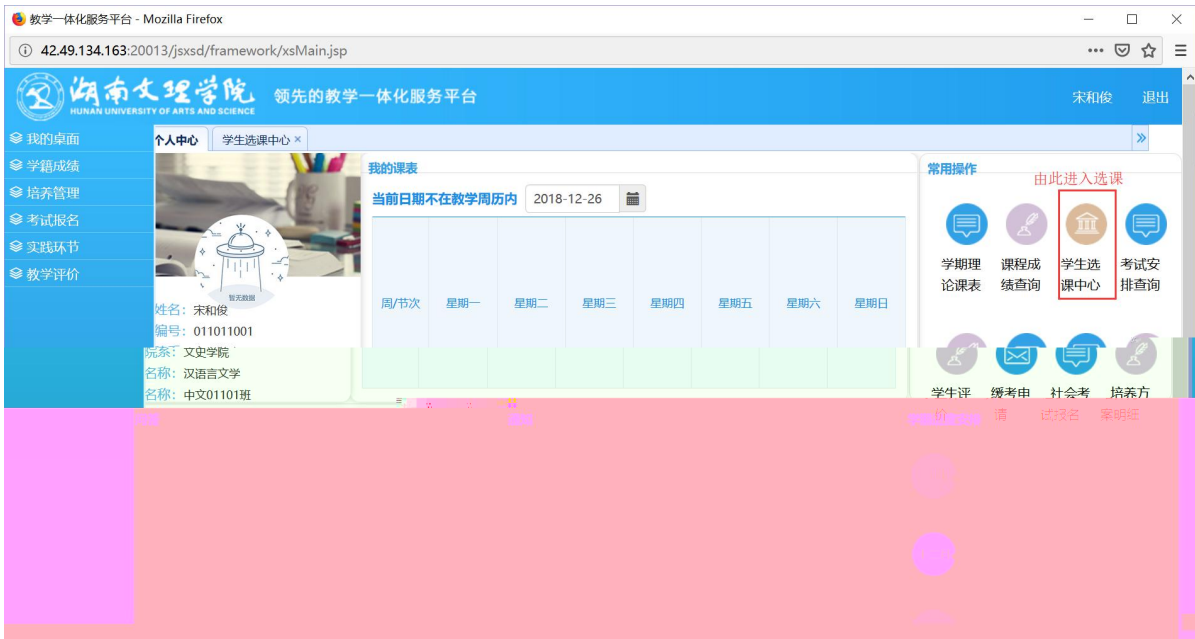 教学一体化服务平台 - Mozilla Firefox
42.49.134.163:20013/jsxsd/framework/xsMain.jsp
湖南文理学院
HUNAN UNIVERSITY OF ARTS AND SCIENCE
领先的教学一体化服务平台
宋和俊 退出
我的桌面
学籍成绩
培养管理
考试报名
实践环节
教学评价
个人中心 学生选课中心 ×
暂无数据
姓名：宋和俊
编号：011011001
院系：文史学院
名称：汉语言文学
名称：中文01101班
我的课表
当前日期不在教学周历内 2018-12-26
周/节次 星期一 星期二 星期三 星期四 星期五 星期六 星期日
常用操作
由此进入选课
学期理论课表
课程成绩查询
学生选课中心
考试安排查询
学生评价
缓考申请
社会考试报名
培养方案明细